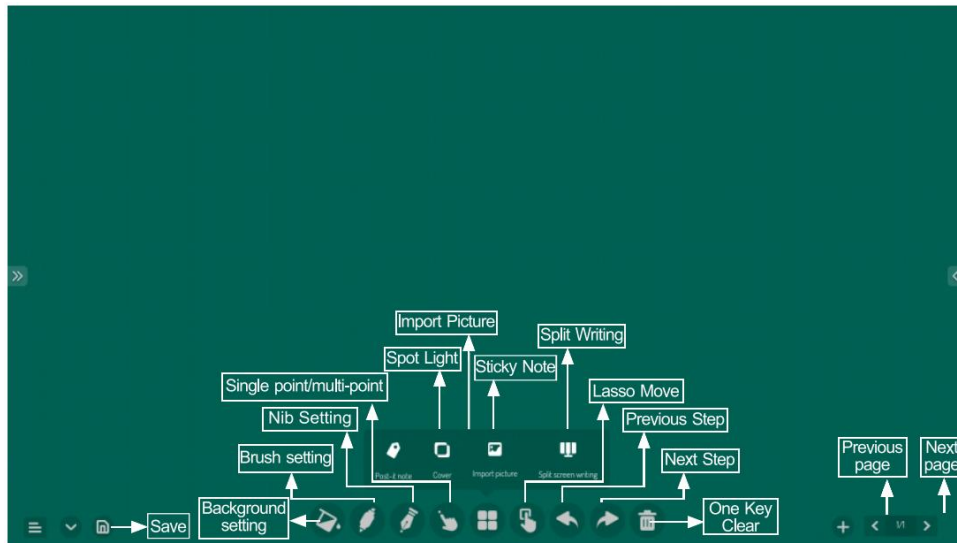 Import Picture
Split Writing
Spot Light
Sticky Note
Single point/multi-point
Lasso Move
Nib Setting
Previous Step
Brush setting
Next Step
Post-it note
Cover
Import picture
Split screen writing
Previous
page
Next
page
Background
setting
Save
One Key
Clear
1/1